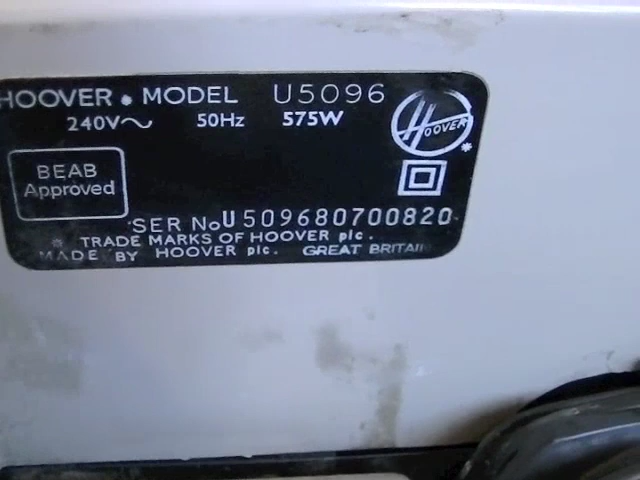 HOOVER * MODEL U5096
240V~ 50Hz 575W
HOOVER *
BEAB
Approved
SER No U509680700820
* TRADE MARKS OF HOOVER plc.
MADE BY HOOVER plc. GREAT BRITAIN